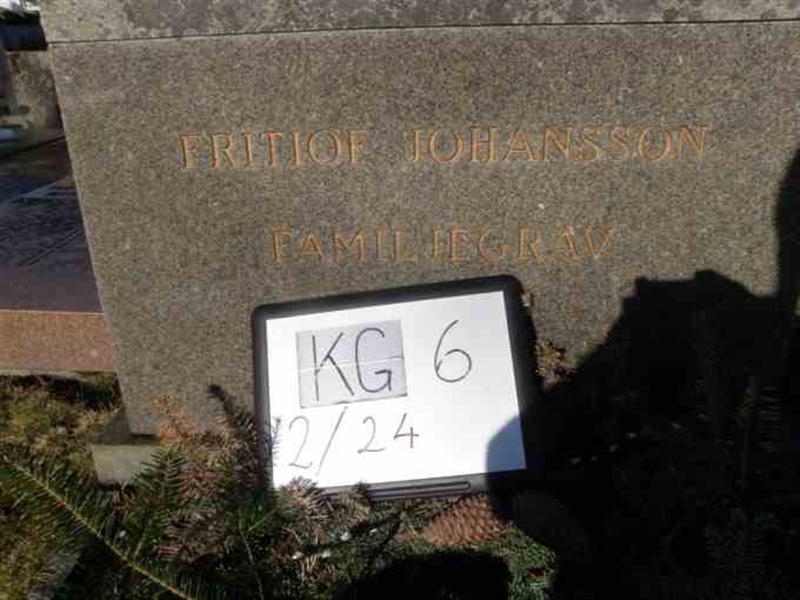 FRITIOF JOHANSSON
FAMILJEGRAV
KG 6
2/24